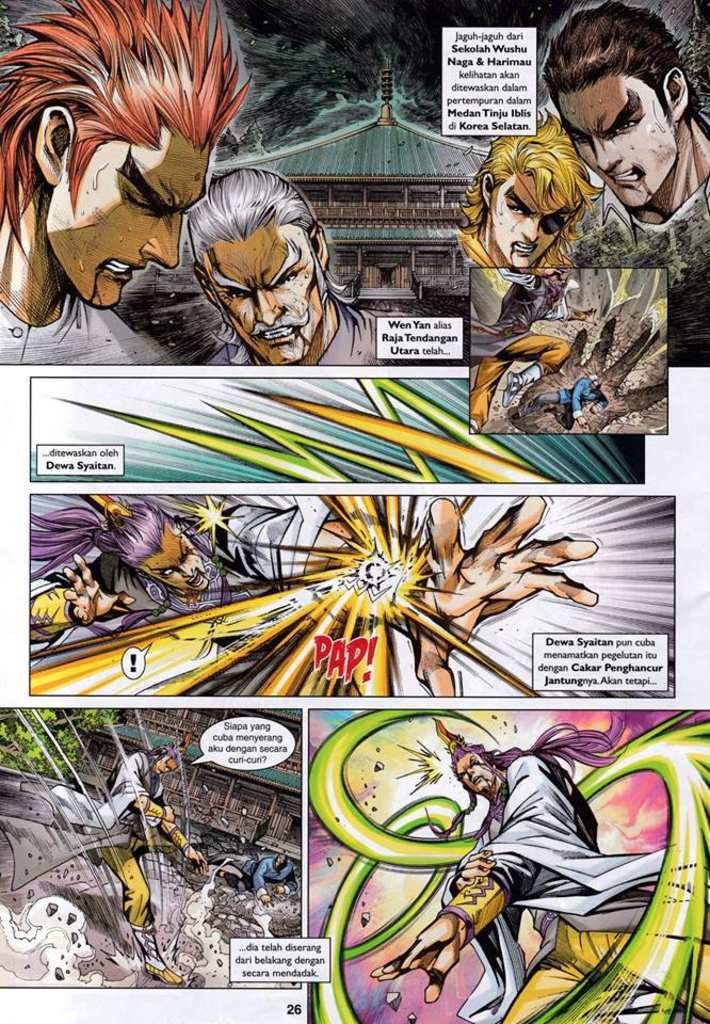 Jaguh-jaguh dari
Sekolah Wushu
Naga & Harimau
kelihatan akan
ditewaskan dalam
pertempuran dalam
Medan Tinju Iblis
di Korea Selatan.
Wen Yan alias
Raja Tendangan
Utara telah...
...ditewaskan oleh
Dewa Syaitan.
!
PAP!
Dewa Syaitan pun cuba
menamatkan pegelutan itu
dengan Cakar Penghancur
Jantungnya. Akan tetapi...
Siapa yang
cuba menyerang
aku dengan secara
curi-curi?
...dia telah diserang
dari belakang dengan
secara mendadak.
26